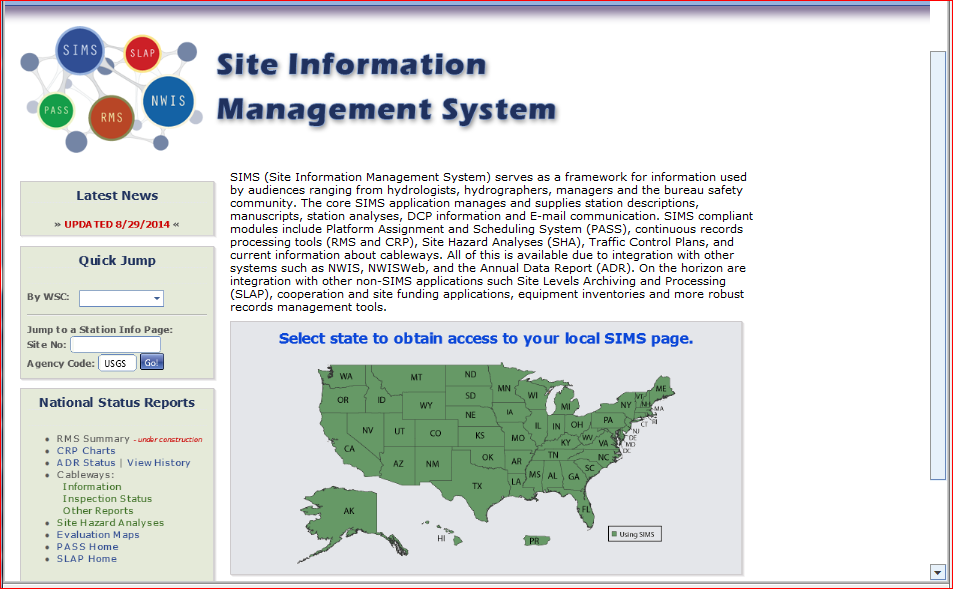 SIMS
SLAP
PASS
RMS
NWIS
Site Information
Management System
Latest News
» UPDATED 8/29/2014 «
Quick Jump
By WSC:
Jump to a Station Info Page:
Site No:
Agency Code: USGS Go!
National Status Reports
• RMS Summary - under construction
• CRP Charts
• ADR Status | View History
• Cableways:
Information
Inspection Status
Other Reports
• Site Hazard Analyses
• Evaluation Maps
• PASS Home
• SLAP Home
SIMS (Site Information Management System) serves as a framework for information used
by audiences ranging from hydrologists, hydrographers, managers and the bureau safety
community. The core SIMS application manages and supplies station descriptions,
manuscripts, station analyses, DCP information and E-mail communication. SIMS compliant
modules include Platform Assignment and Scheduling System (PASS), continuous records
processing tools (RMS and CRP), Site Hazard Analyses (SHA), Traffic Control Plans, and
current information about cableways. All of this is available due to integration with other
systems such as NWIS, NWISWeb, and the Annual Data Report (ADR). On the horizon are
integration with other non-SIMS applications such Site Levels Archiving and Processing
(SLAP), cooperation and site funding applications, equipment inventories and more robust
records management tools.
Select state to obtain access to your local SIMS page.
WA
MT
ND
MN
WI
MI
NY
VT
NH
ME
MA
CT
RI
OR
ID
WY
SD
IA
NE
IL
IN
OH
PA
NJ
DE
MD
DC
NV
UT
CO
KS
MO
KY
WV
VA
CA
AZ
NM
OK
AR
TN
NC
SC
TX
LA
MS
AL
GA
FL
AK
HI
PR
Using SIMS